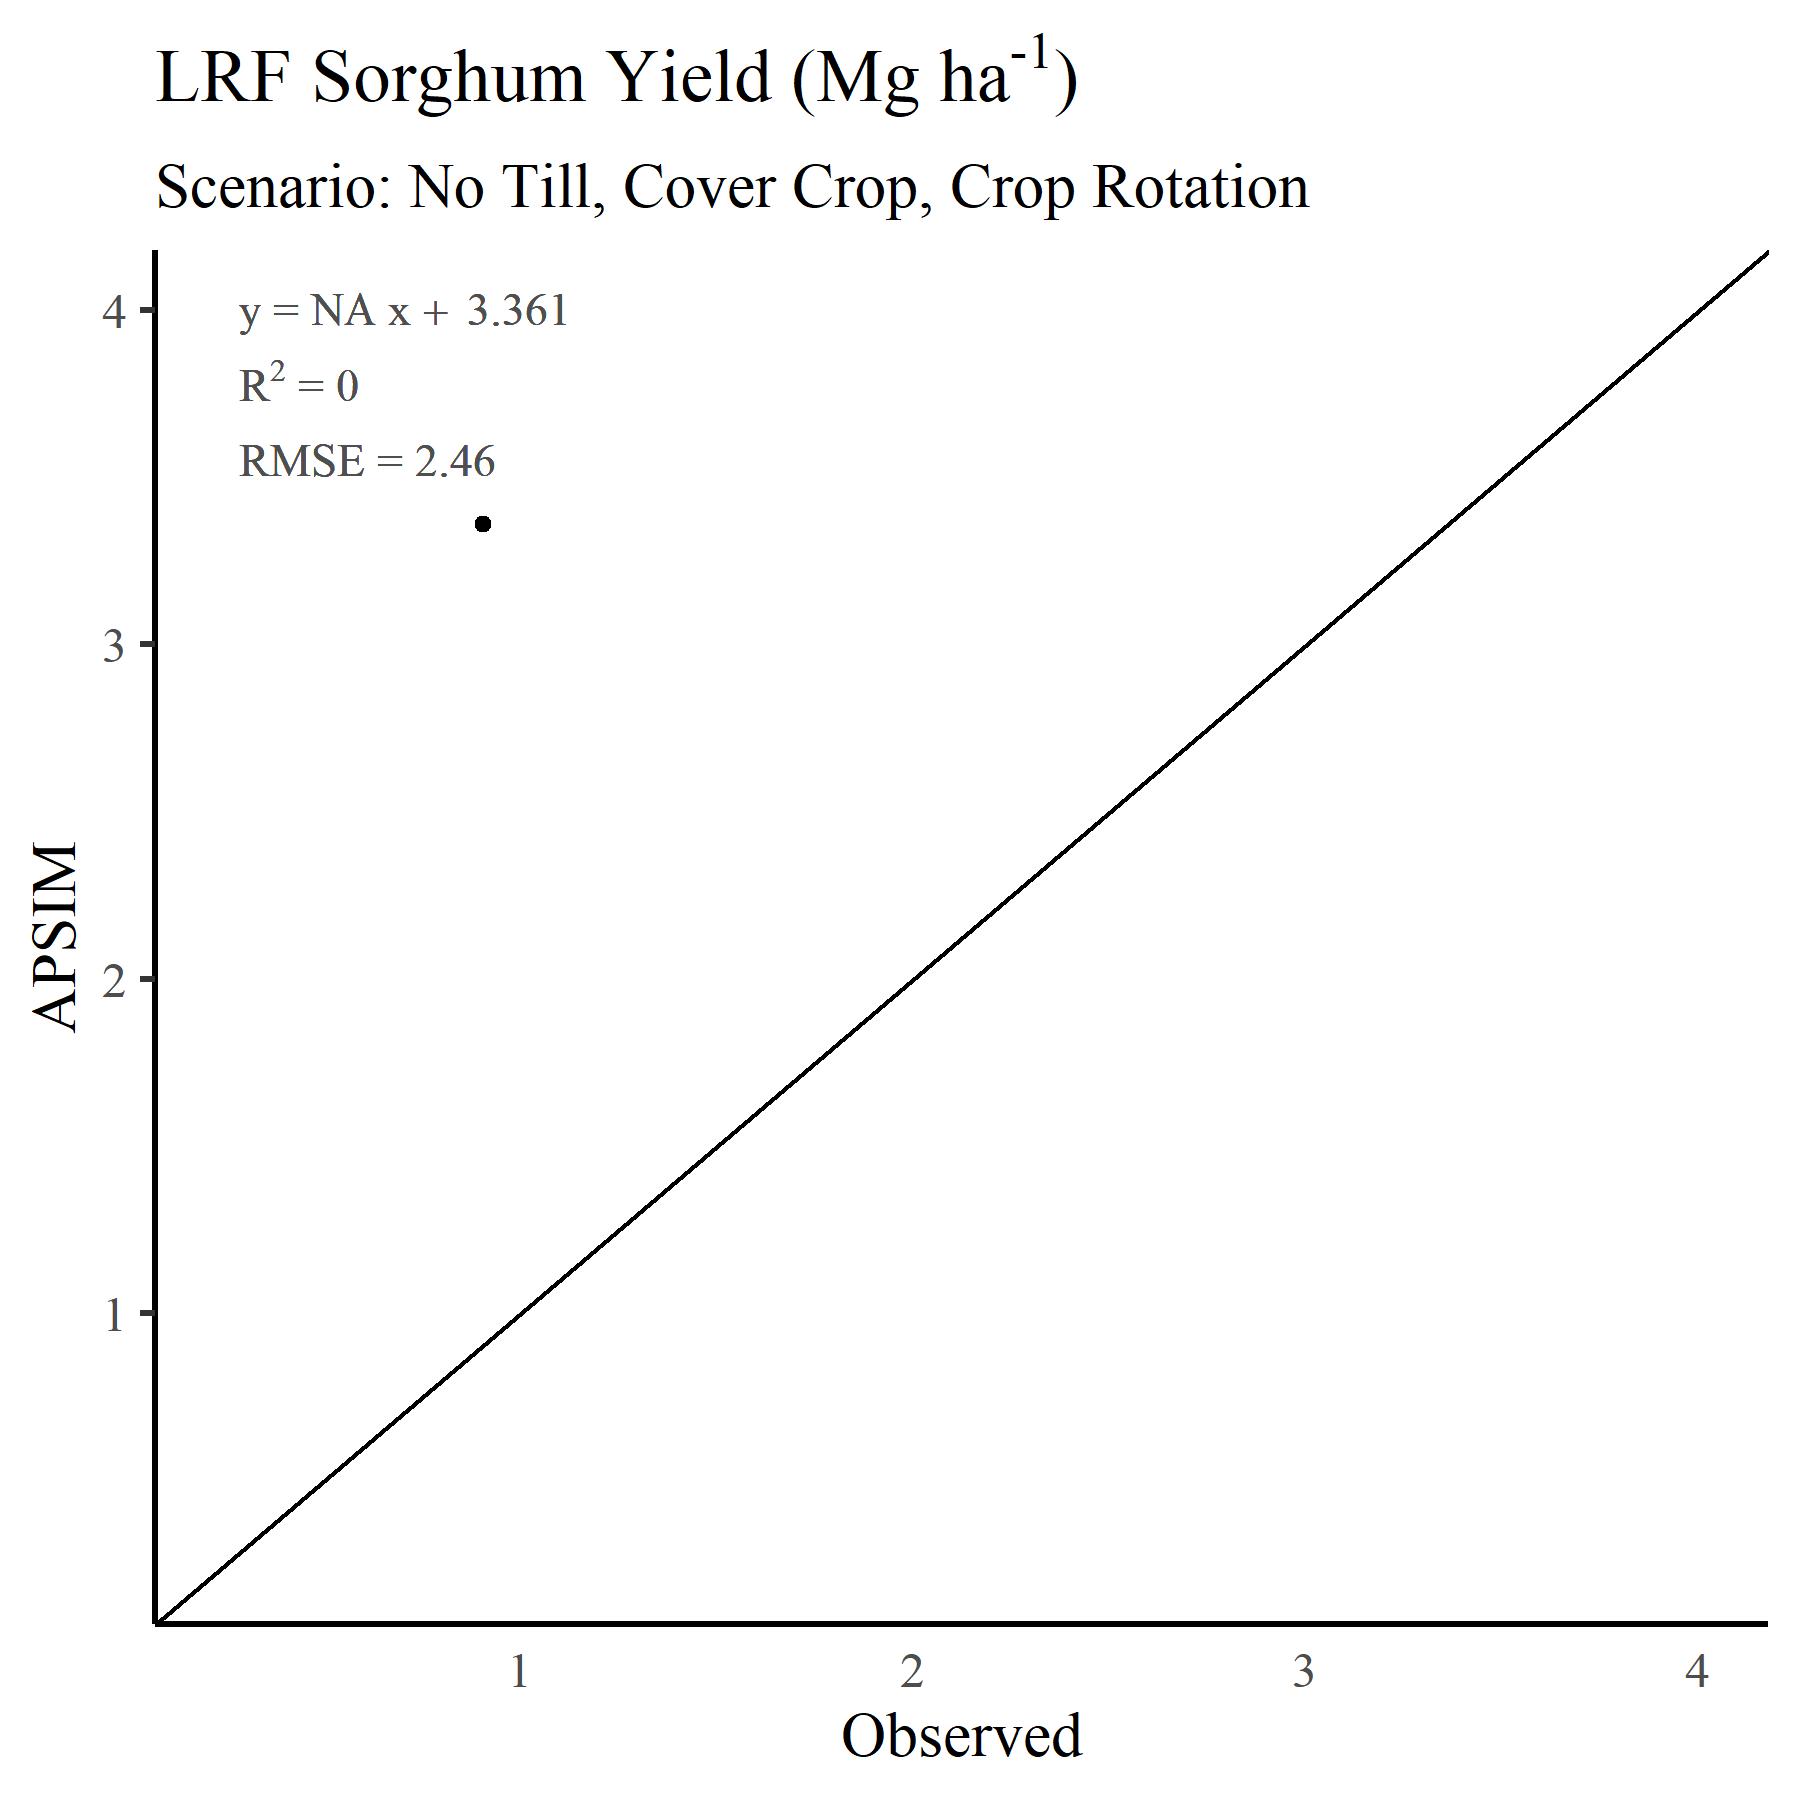 LRF Sorghum Yield (Mg ha⁻¹)
Scenario: No Till, Cover Crop, Crop Rotation
y = NA x + 3.361
R² = 0
RMSE = 2.46
4
3
2
1
APSIM
1 2 3 4
Observed